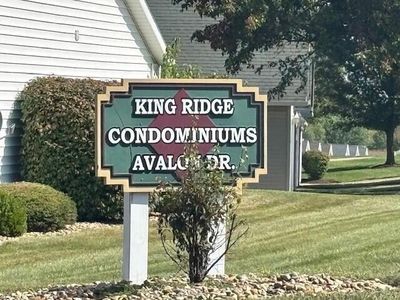 KING RIDGE
CONDOMINIUMS
AVALON DR.